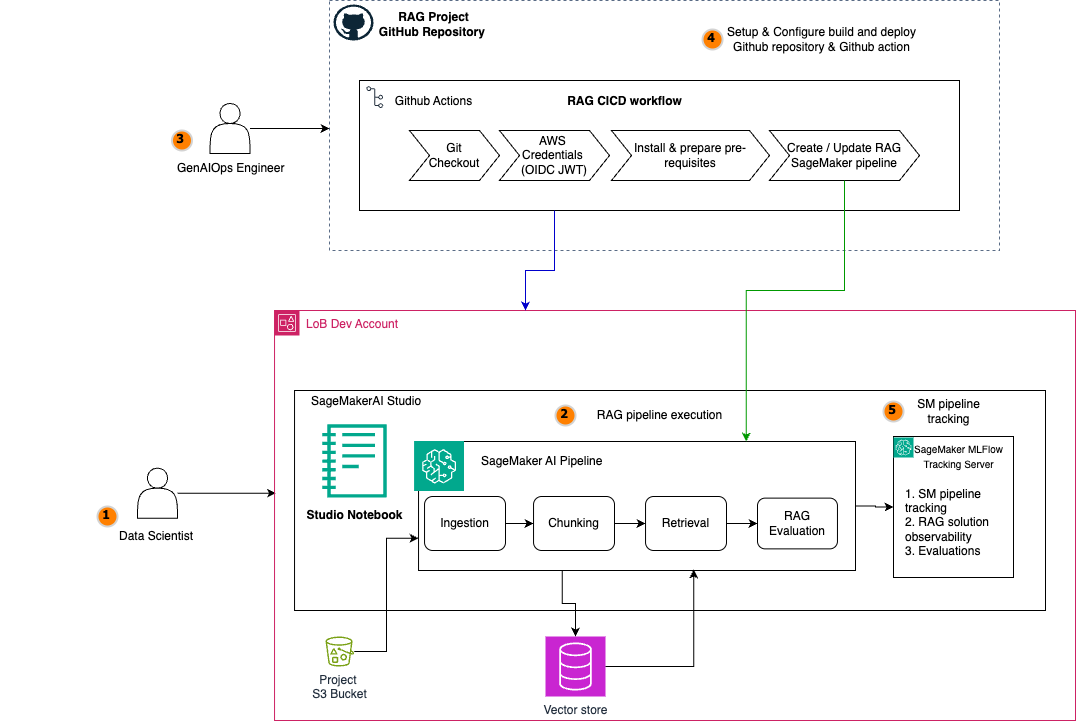 RAG Project
GitHub Repository
4
Setup & Configure build and deploy
Github repository & Github action
Github Actions
RAG CICD workflow
Git
Checkout
AWS
Credentials
(OIDC JWT)
Install & prepare pre-
requisites
Create / Update RAG
SageMaker pipeline
3
GenAIOps Engineer
LoB Dev Account
SageMakerAI Studio
2
RAG pipeline execution
5
SM pipeline
tracking
SageMaker AI Pipeline
SageMaker MLFlow
Tracking Server
1. SM pipeline
tracking
2. RAG solution
observability
3. Evaluations
Studio Notebook
Ingestion
Chunking
Retrieval
RAG
Evaluation
1
Data Scientist
Project
S3 Bucket
Vector store